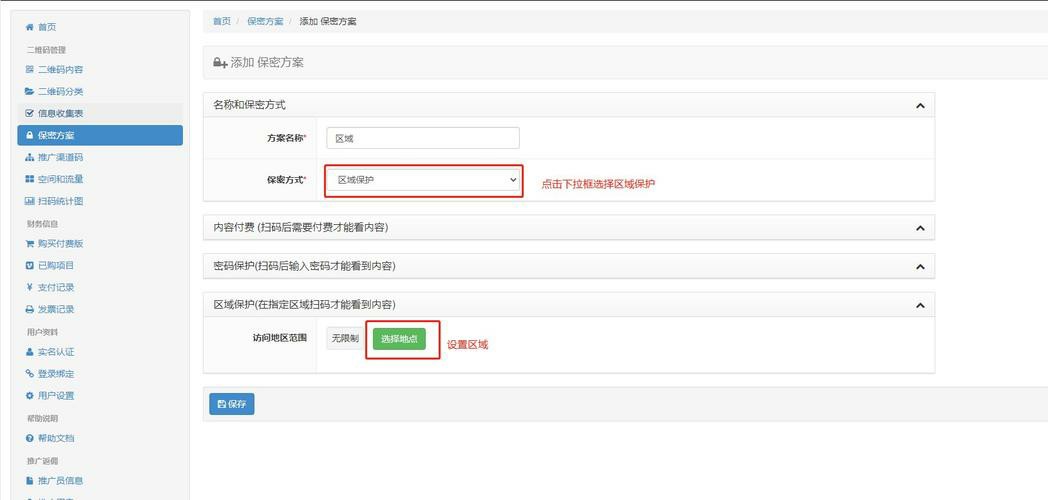 首页
二维码管理
二维码内容
二维码分类
信息收集表
保密方案
推广渠道码
空间和流量
扫码统计图
财务信息
购买付费版
已购项目
支付记录
发票记录
用户资料
实名认证
登录绑定
用户设置
帮助说明
帮助文档
推广返佣
推广员信息
首页 / 保密方案 / 添加 保密方案
添加 保密方案
名称和保密方式
方案名称* 区域
保密方式* 区域保护 点击下拉框选择区域保护
内容付费 (扫码后需要付费才能看内容)
密码保护(扫码后输入密码才能看到内容)
区域保护(在指定区域扫码才能看到内容)
访问地区范围 无限制 选择地点 设置区域
保存